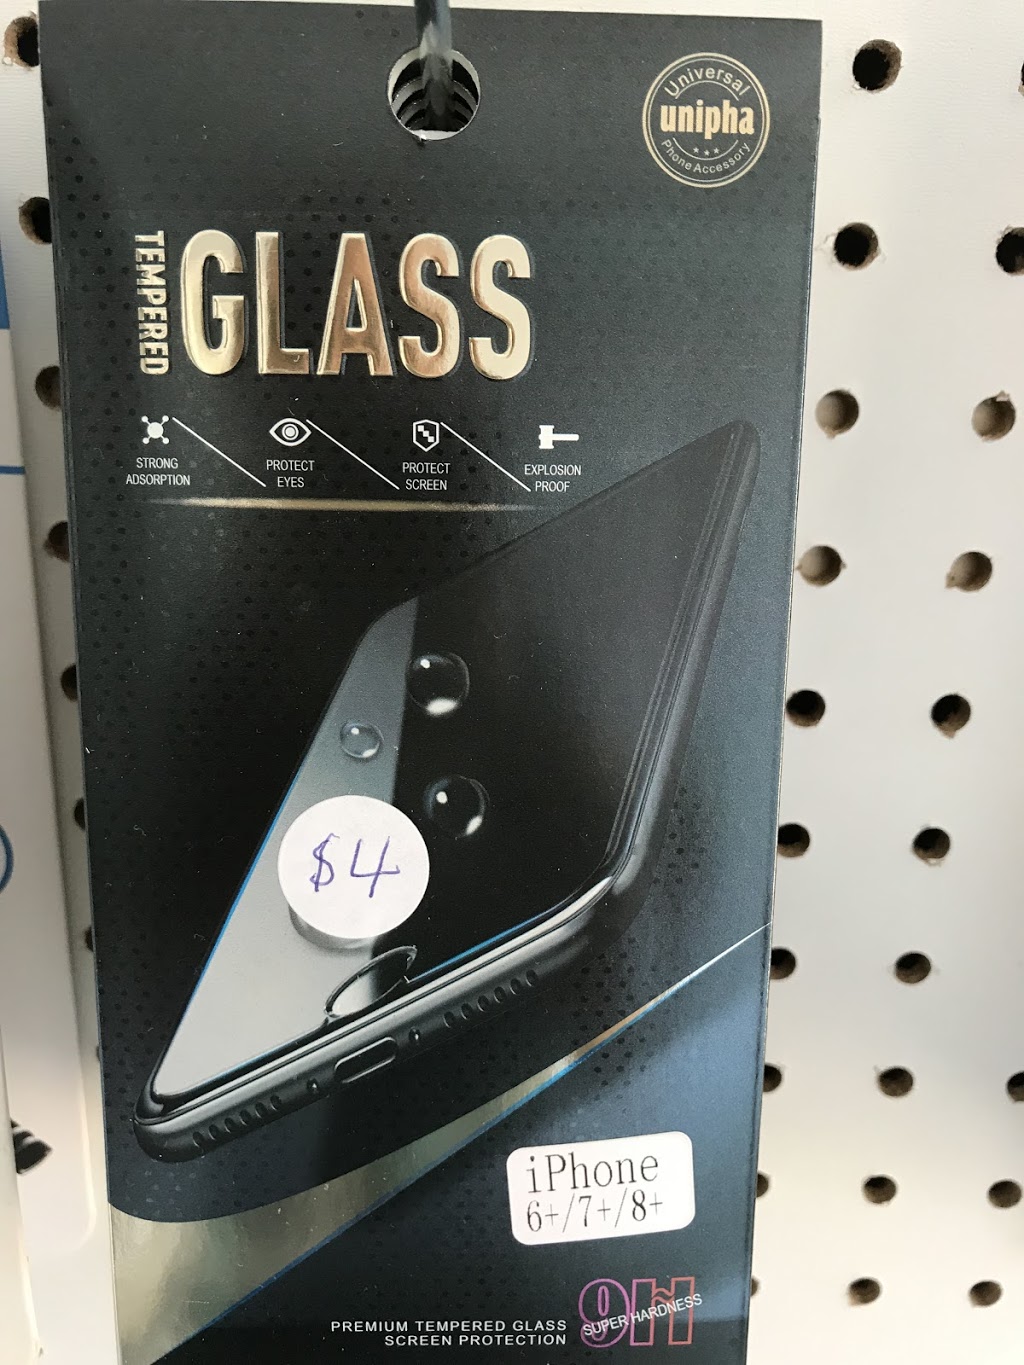 Universal
unipha
Phone Accessory
TEMPERED
GLASS
STRONG
ADSORPTION
PROTECT
EYES
PROTECT
SCREEN
EXPLOSION
PROOF
$4
iPhone
6+/7+/8+
9H
SUPER HARDNESS
PREMIUM TEMPERED GLASS
SCREEN PROTECTION